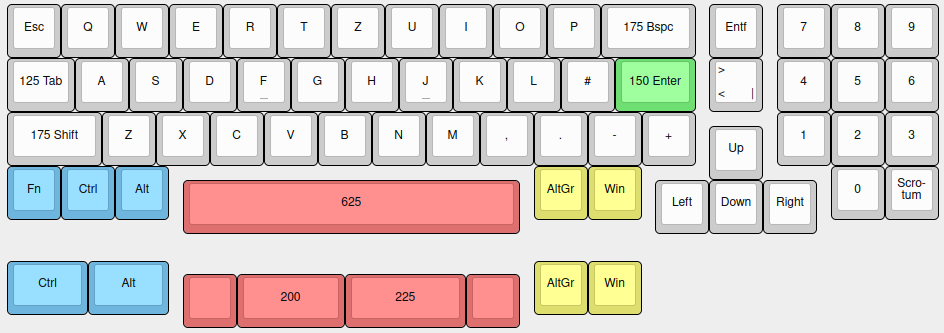 Esc Q W E R T Z U I O P 175 Bspc Entf 7 8 9
125 Tab A S D F G H J K L # 150 Enter > 4 5 6
_ _ < |
175 Shift Z X C V B N M , . - + Up 1 2 3
Fn Ctrl Alt 625 AltGr Win Left Down Right 0 Scro-
tum
Ctrl Alt 200 225 AltGr Win